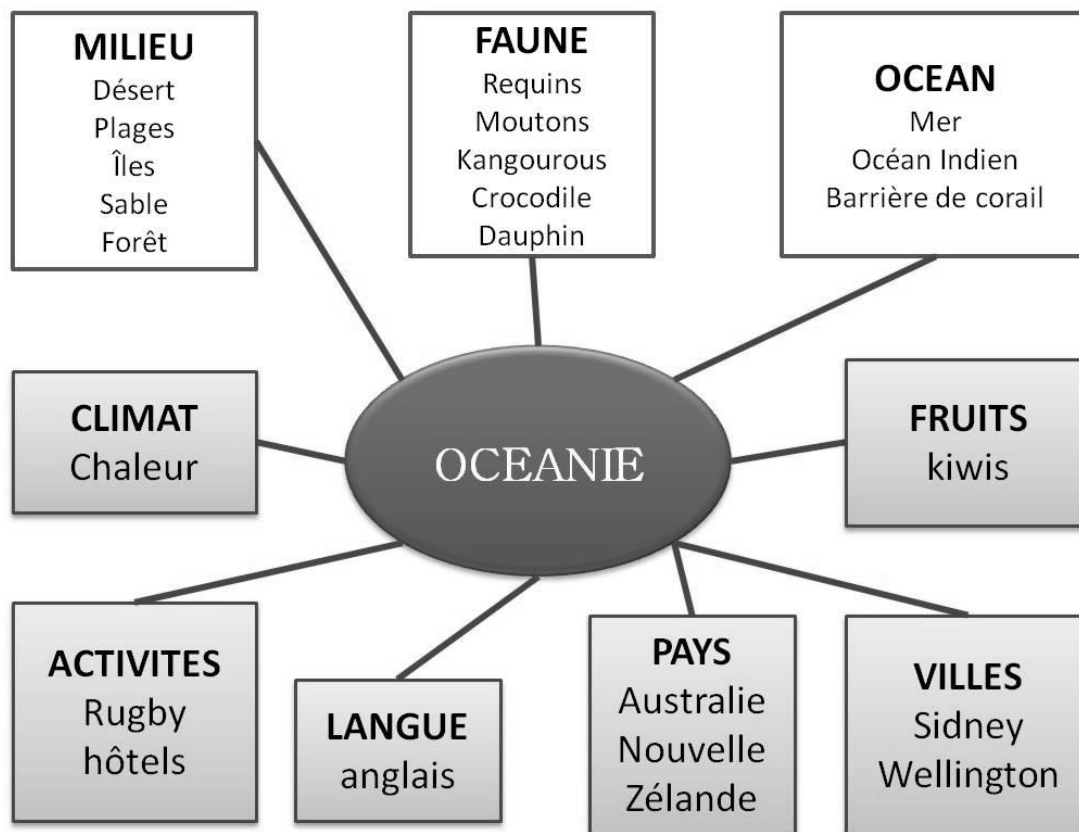 MILIEU
Désert
Plages
Îles
Sable
Forêt
FAUNE
Requins
Moutons
Kangourous
Crocodile
Dauphin
OCEAN
Mer
Océan Indien
Barrière de corail
CLIMAT
Chaleur
OCEANIE
FRUITS
kiwis
ACTIVITES
Rugby
hôtels
LANGUE
anglais
PAYS
Australie
Nouvelle
Zélande
VILLES
Sidney
Wellington